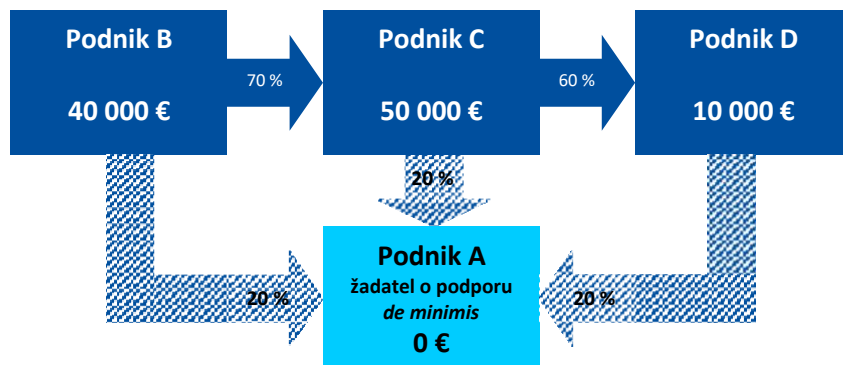 Podnik B
40 000 €
70 %
Podnik C
50 000 €
60 %
Podnik D
10 000 €
20 %
20 %
20 %
Podnik A
žadatel o podporu
de minimis
0 €